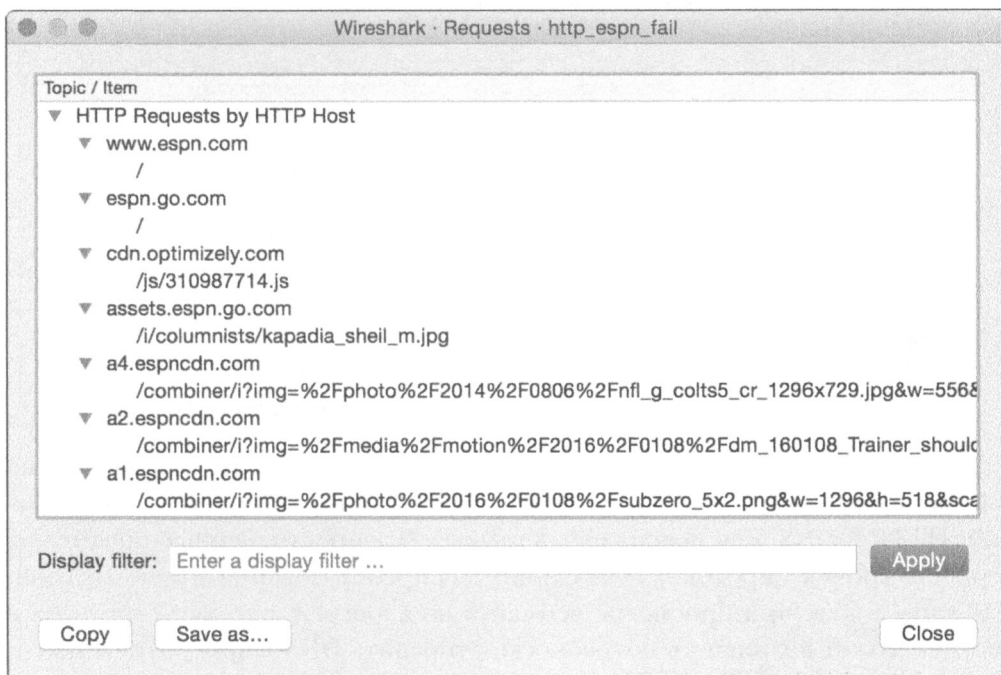 Wireshark · Requests · http_espn_fail
Topic / Item
HTTP Requests by HTTP Host
www.espn.com
/
espn.go.com
/
cdn.optimizely.com
/js/310987714.js
assets.espn.go.com
/i/columnists/kapadia_sheil_m.jpg
a4.espncdn.com
/combiner/i?img=%2Fphoto%2F2014%2F0806%2Fnfl_g_colts5_cr_1296x729.jpg&w=556&
a2.espncdn.com
/combiner/i?img=%2Fmedia%2Fmotion%2F2016%2F0108%2Fdm_160108_Trainer_should
a1.espncdn.com
/combiner/i?img=%2Fphoto%2F2016%2F0108%2Fsubzero_5x2.png&w=1296&h=518&sca
Display filter: Enter a display filter ... Apply
Copy Save as... Close